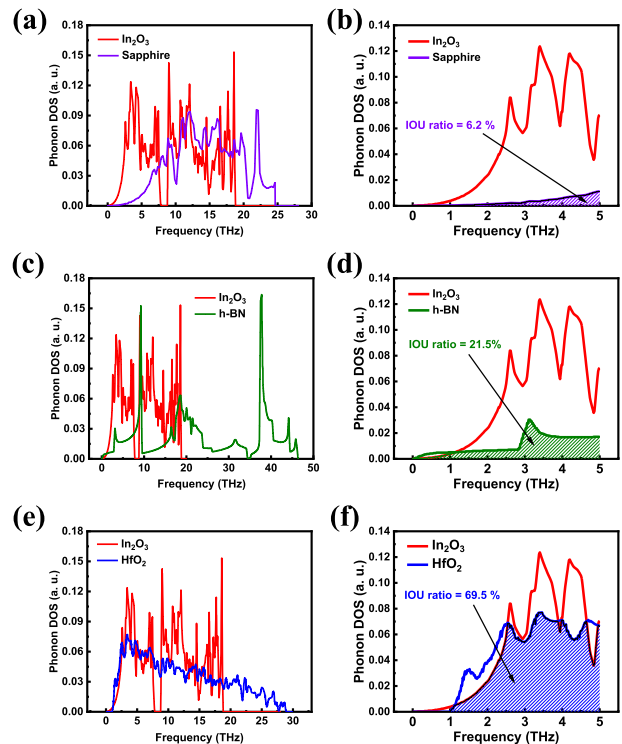 (a)
Phonon DOS (a. u.)
0.18
0.15
0.12
0.09
0.06
0.03
0.00
In₂O₃
Sapphire
0 5 10 15 20 25 30
Frequency (THz)
(b)
Phonon DOS (a. u.)
0.14
0.12
0.10
0.08
0.06
0.04
0.02
0.00
In₂O₃
Sapphire
IOU ratio = 6.2 %
0 1 2 3 4 5
Frequency (THz)
(c)
Phonon DOS (a. u.)
0.18
0.15
0.12
0.09
0.06
0.03
0.00
In₂O₃
h-BN
0 10 20 30 40 50
Frequency (THz)
(d)
Phonon DOS (a. u.)
0.14
0.12
0.10
0.08
0.06
0.04
0.02
0.00
In₂O₃
h-BN
IOU ratio = 21.5%
0 1 2 3 4 5
Frequency (THz)
(e)
Phonon DOS (a. u.)
0.18
0.15
0.12
0.09
0.06
0.03
0.00
In₂O₃
HfO₂
0 5 10 15 20 25 30
Frequency (THz)
(f)
Phonon DOS (a. u.)
0.14
0.12
0.10
0.08
0.06
0.04
0.02
0.00
In₂O₃
HfO₂
IOU ratio = 69.5 %
0 1 2 3 4 5
Frequency (THz)